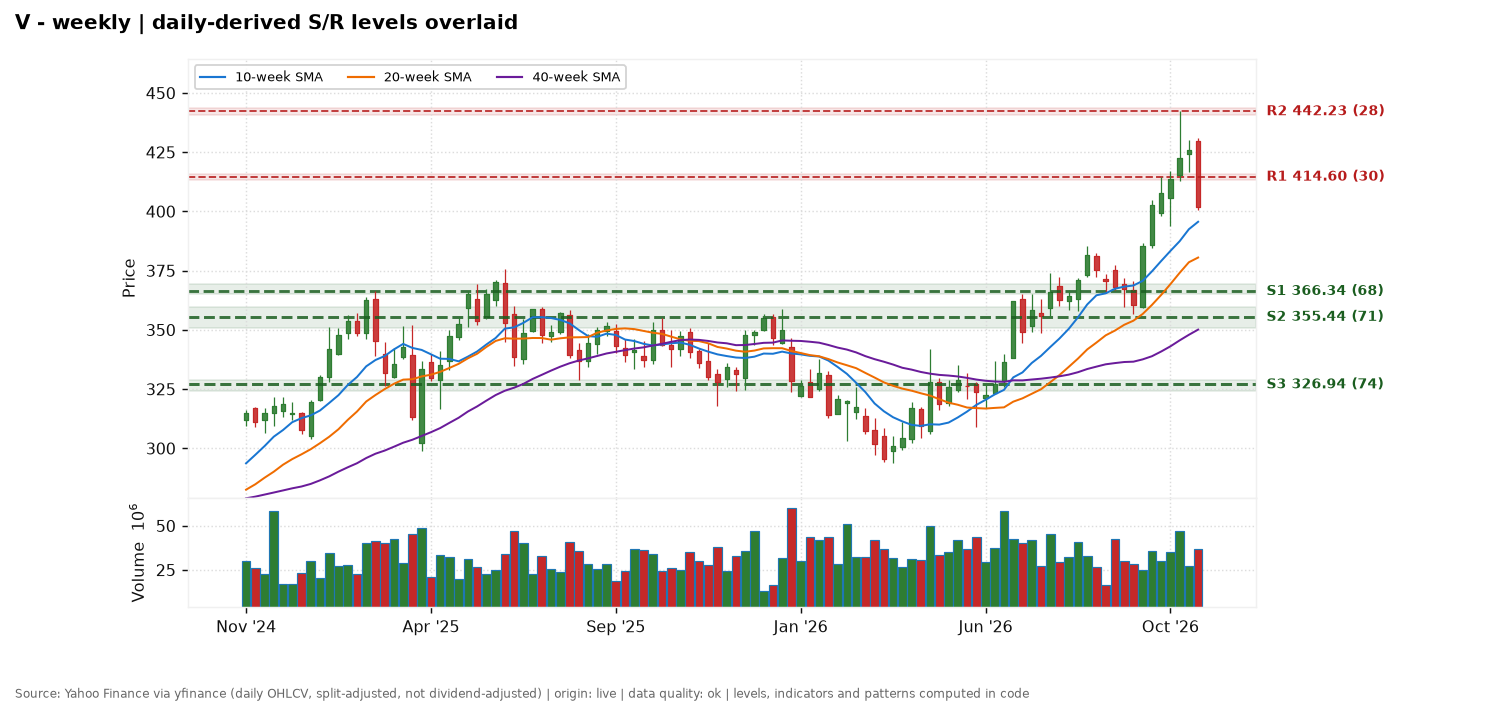 V - weekly | daily-derived S/R levels overlaid
10-week SMA
20-week SMA
40-week SMA
Price
450
425
400
375
350
325
300
R2 442.23 (28)
R1 414.60 (30)
S1 366.34 (68)
S2 355.44 (71)
S3 326.94 (74)
Volume 10⁶
50
25
Nov '24
Apr '25
Sep '25
Jan '26
Jun '26
Oct '26
Source: Yahoo Finance via yfinance (daily OHLCV, split-adjusted, not dividend-adjusted) | origin: live | data quality: ok | levels, indicators and patterns computed in code